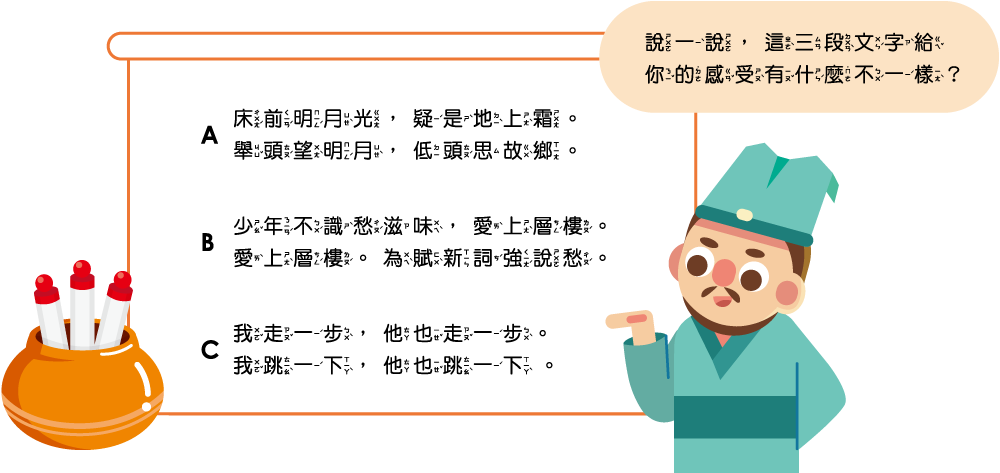 說一說，這三段文字給
你的感受有什麼不一樣？
A
床前明月光，疑是地上霜。
舉頭望明月，低頭思故鄉。
B
少年不識愁滋味，愛上層樓。
愛上層樓。為賦新詞強說愁。
C
我走一步，他也走一步。
我跳一下，他也跳一下。